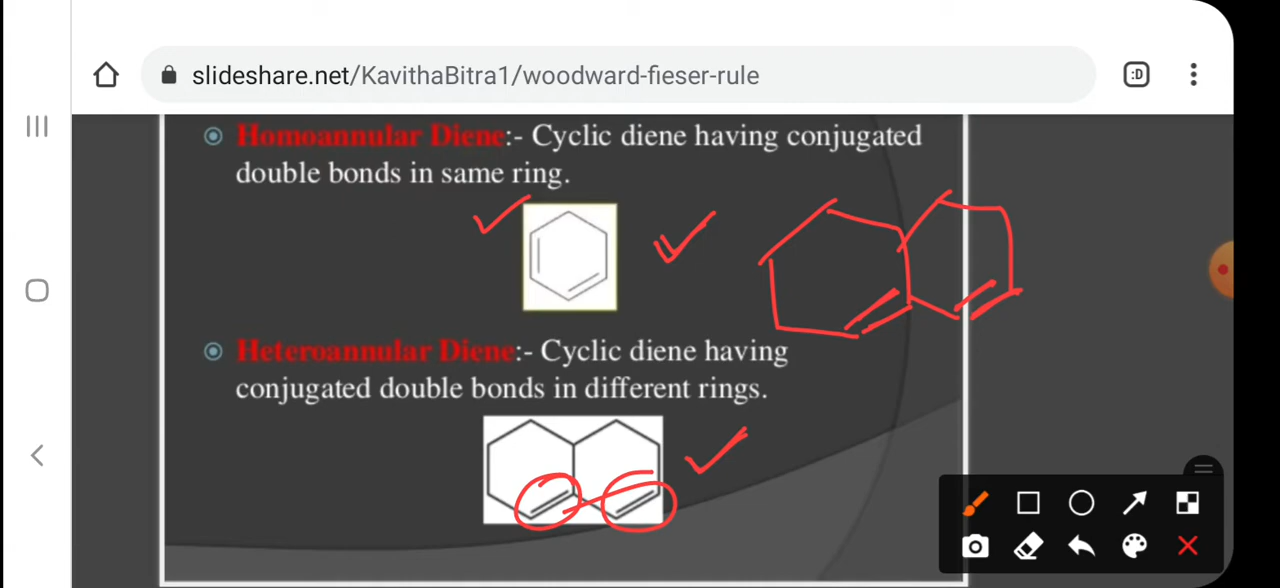 slideshare.net/KavithaBitra1/woodward-fieser-rule
:D
Homoannular Diene:- Cyclic diene having conjugated
double bonds in same ring.
Heteroannular Diene:- Cyclic diene having
conjugated double bonds in different rings.